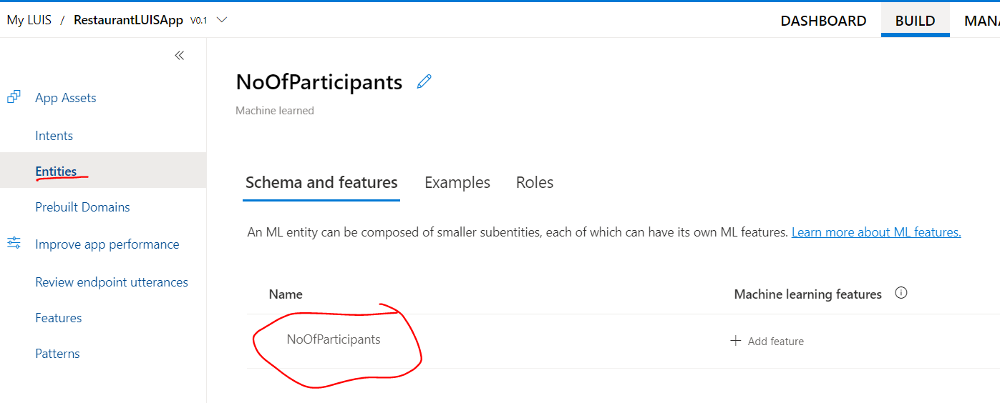 My LUIS / RestaurantLUISApp V0.1
DASHBOARD BUILD MANA
App Assets
Intents
Entities
Prebuilt Domains
Improve app performance
Review endpoint utterances
Features
Patterns
NoOfParticipants
Machine learned
Schema and features Examples Roles
An ML entity can be composed of smaller subentities, each of which can have its own ML features. Learn more about ML features.
Name Machine learning features
NoOfParticipants + Add feature